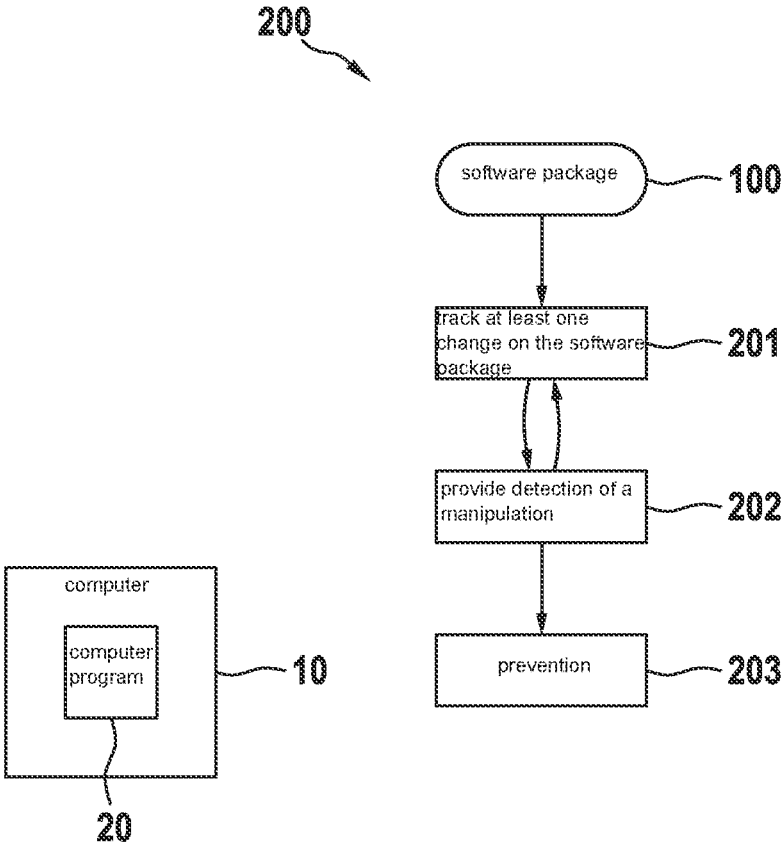 200
software package
100
track at least one
change on the software
package
201
provide detection of a
manipulation
202
computer
computer
program
10
prevention
203
20